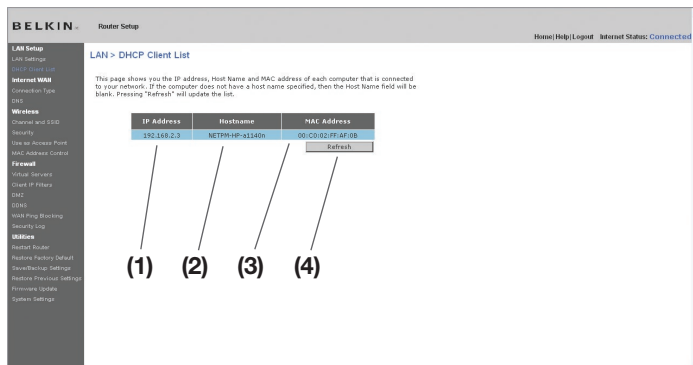 BELKIN®
Router Setup
Home|Help|Logout Internet Status: Connected
LAN Setup
LAN Settings
DHCP Client List
Internet WAN
Connection Type
DNS
Wireless
Channel and SSID
Security
Use as Access Point
MAC Address Control
Firewall
Virtual Servers
Client IP Filters
DMZ
DDNS
WAN Ping Blocking
Security Log
Utilities
Restart Router
Restore Factory Default
Save/Backup Settings
Restore Previous Settings
Firmware Update
System Settings
LAN > DHCP Client List
This page shows you the IP address, Host Name and MAC address of each computer that is connected
to your network. If the computer does not have a host name specified, then the Host Name field will be
blank. Pressing "Refresh" will update the list.
IP Address Hostname MAC Address
192.168.2.3 NETPM-HP-a1140n 00:C0:02:FF:AF:0B
Refresh
(1) (2) (3) (4)